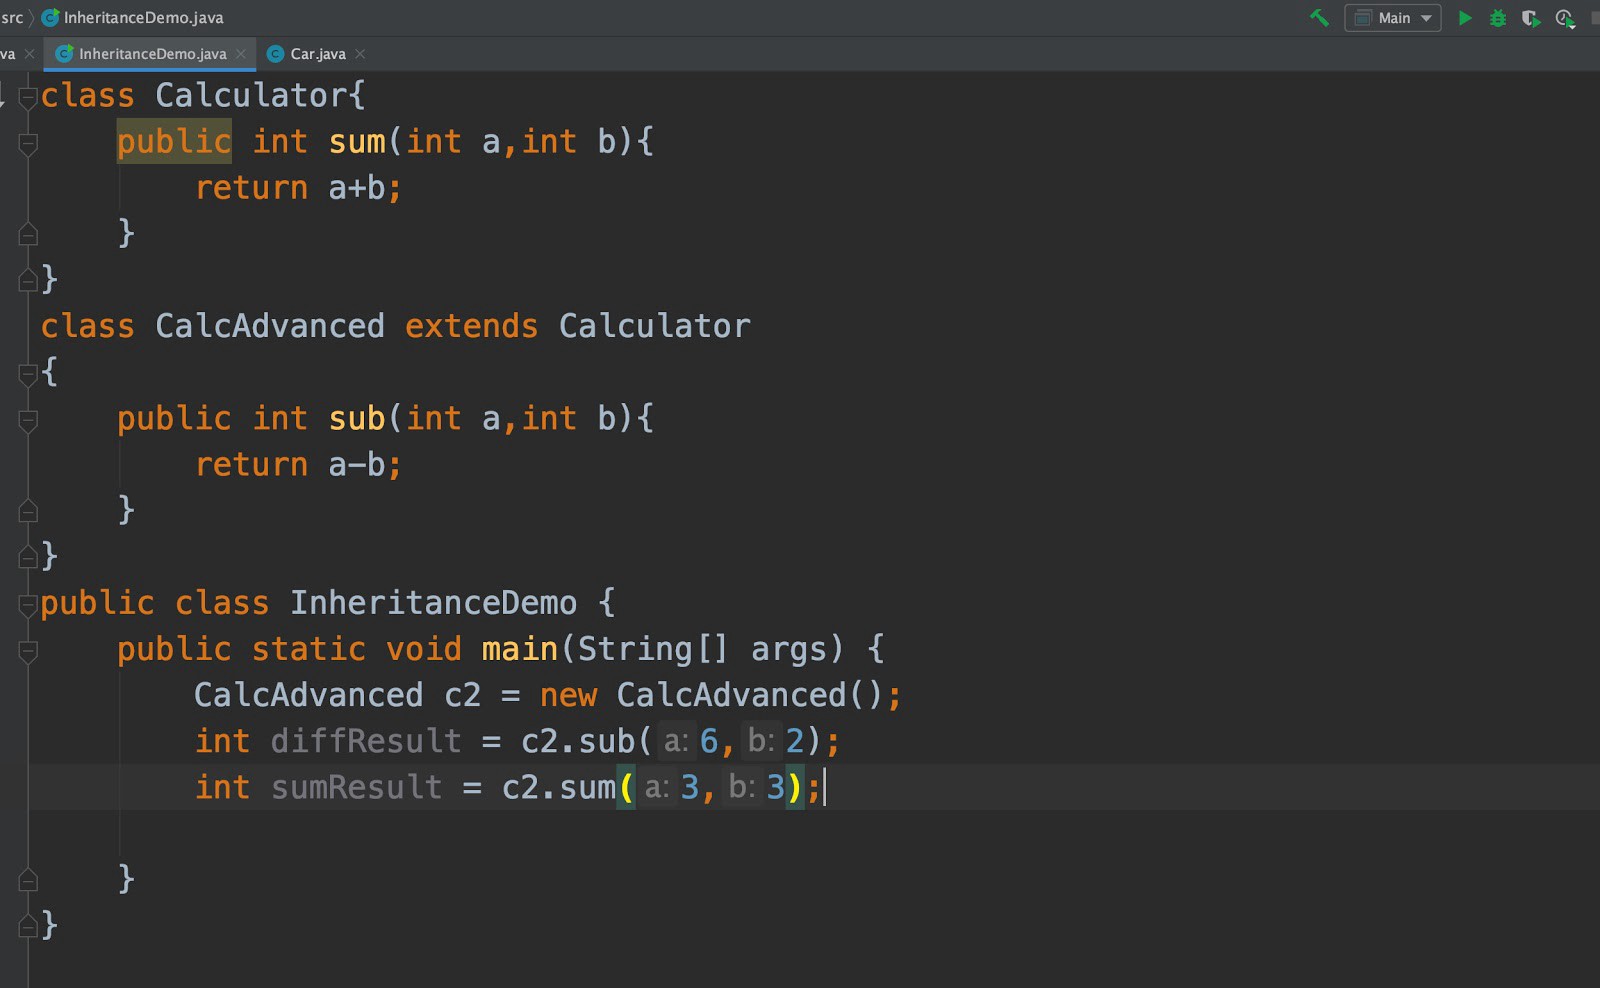 src InheritanceDemo.java Main
va InheritanceDemo.java Car.java
class Calculator{
public int sum(int a,int b){
return a+b;
}
}
class CalcAdvanced extends Calculator
{
public int sub(int a,int b){
return a-b;
}
}
public class InheritanceDemo {
public static void main(String[] args) {
CalcAdvanced c2 = new CalcAdvanced();
int diffResult = c2.sub( a: 6, b: 2);
int sumResult = c2.sum( a: 3, b: 3);
}
}